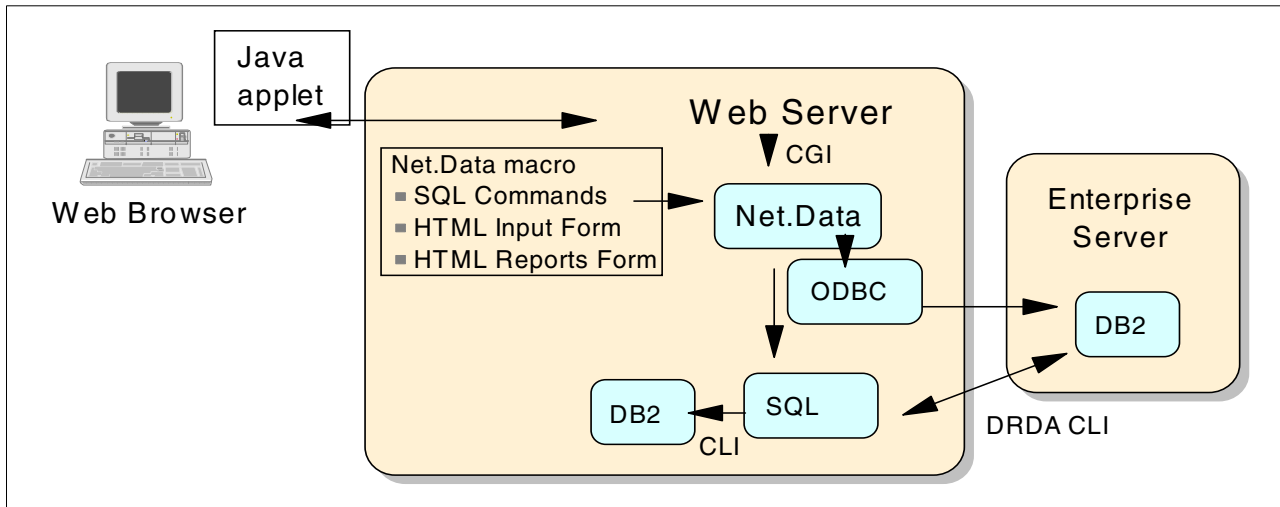 Java
applet
Web Browser
Web Server
CGI
Net.Data macro
SQL Commands
HTML Input Form
HTML Reports Form
Net.Data
ODBC
SQL
DB2
CLI
Enterprise
Server
DB2
DRDA CLI